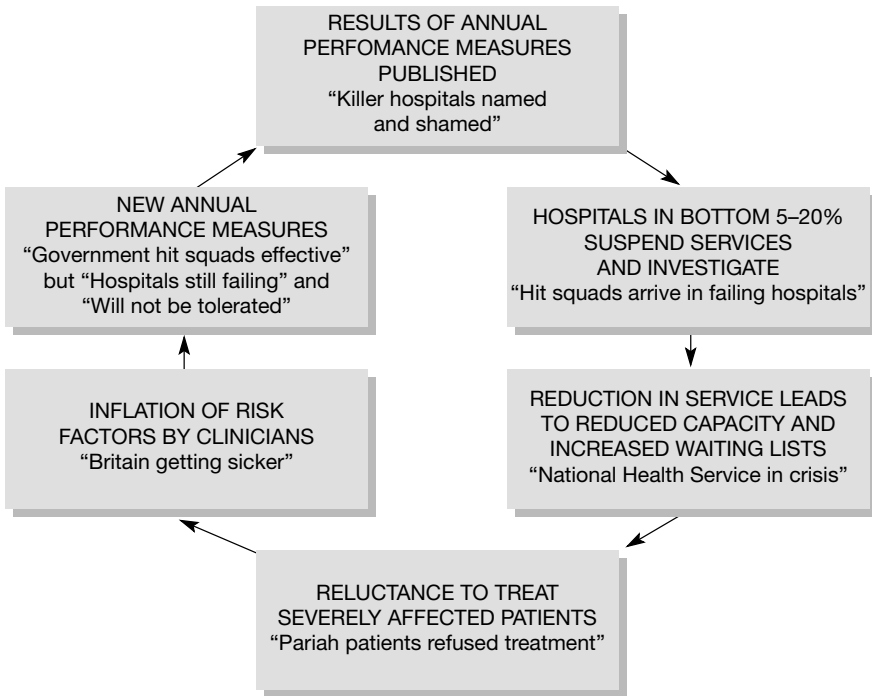 RESULTS OF ANNUAL
PERFOMANCE MEASURES
PUBLISHED
“Killer hospitals named
and shamed”
HOSPITALS IN BOTTOM 5–20%
SUSPEND SERVICES
AND INVESTIGATE
“Hit squads arrive in failing hospitals”
REDUCTION IN SERVICE LEADS
TO REDUCED CAPACITY AND
INCREASED WAITING LISTS
“National Health Service in crisis”
RELUCTANCE TO TREAT
SEVERELY AFFECTED PATIENTS
“Pariah patients refused treatment”
INFLATION OF RISK
FACTORS BY CLINICIANS
“Britain getting sicker”
NEW ANNUAL
PERFORMANCE MEASURES
“Government hit squads effective”
but “Hospitals still failing” and
“Will not be tolerated”